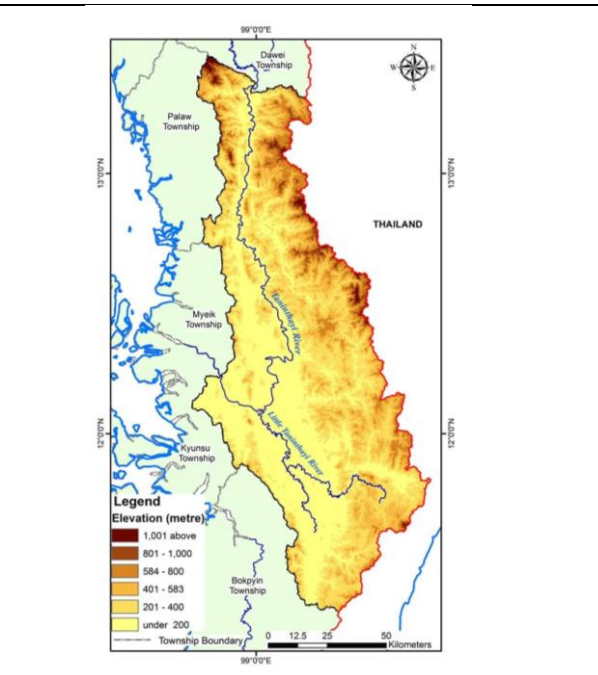 99°0'0"E
Dawei
Township
N
W E
S
Palaw
Township
13°0'0"N
13°0'0"N
THAILAND
Tanintharyi River
Myeik
Township
12°0'0"N
12°0'0"N
Little Tanintharyi River
Kyunsu
Township
Legend
Elevation (metre)
1,001 above
801 - 1,000
584 - 800
401 - 583
201 - 400
under 200
Township Boundary
Bokpyin
Township
0 12.5 25 50
Kilometers
99°0'0"E